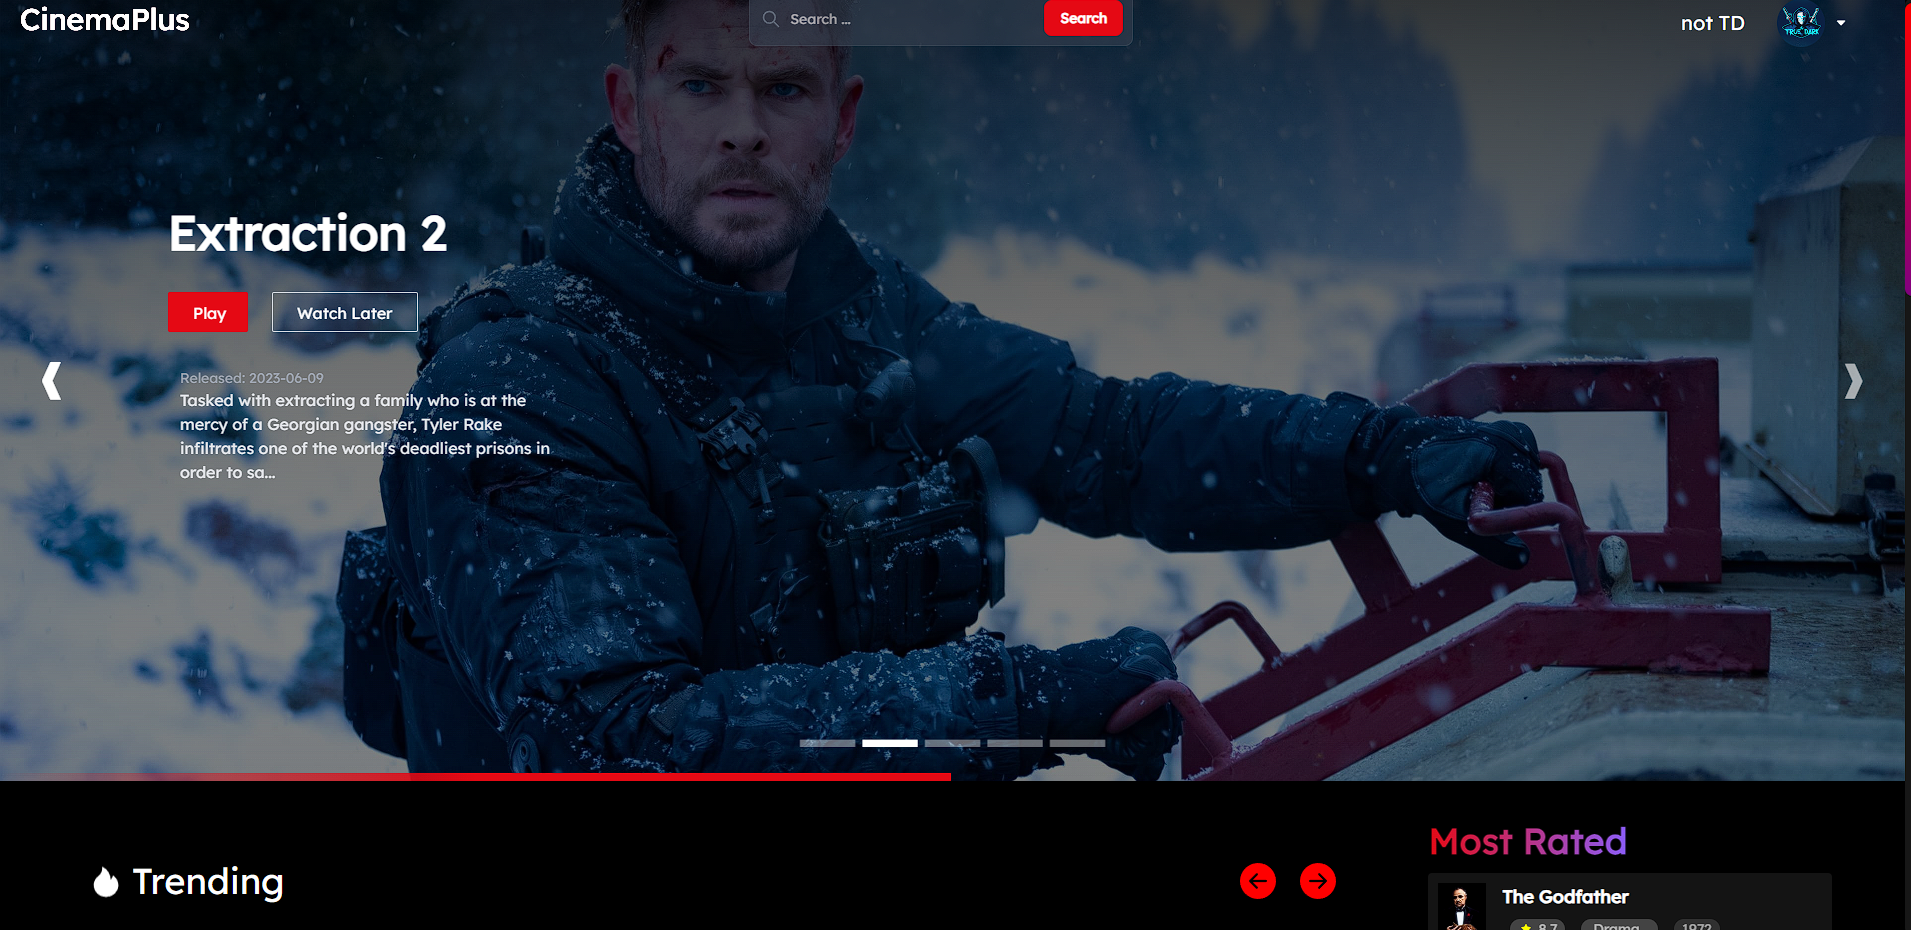 CinemaPlus
Search ...
Search
not TD
TRUE DARK
Extraction 2
Play
Watch Later
Released: 2023-06-09
Tasked with extracting a family who is at the
mercy of a Georgian gangster, Tyler Rake
infiltrates one of the world's deadliest prisons in
order to sa...
Trending
Most Rated
The Godfather
8.7
Drama
1972